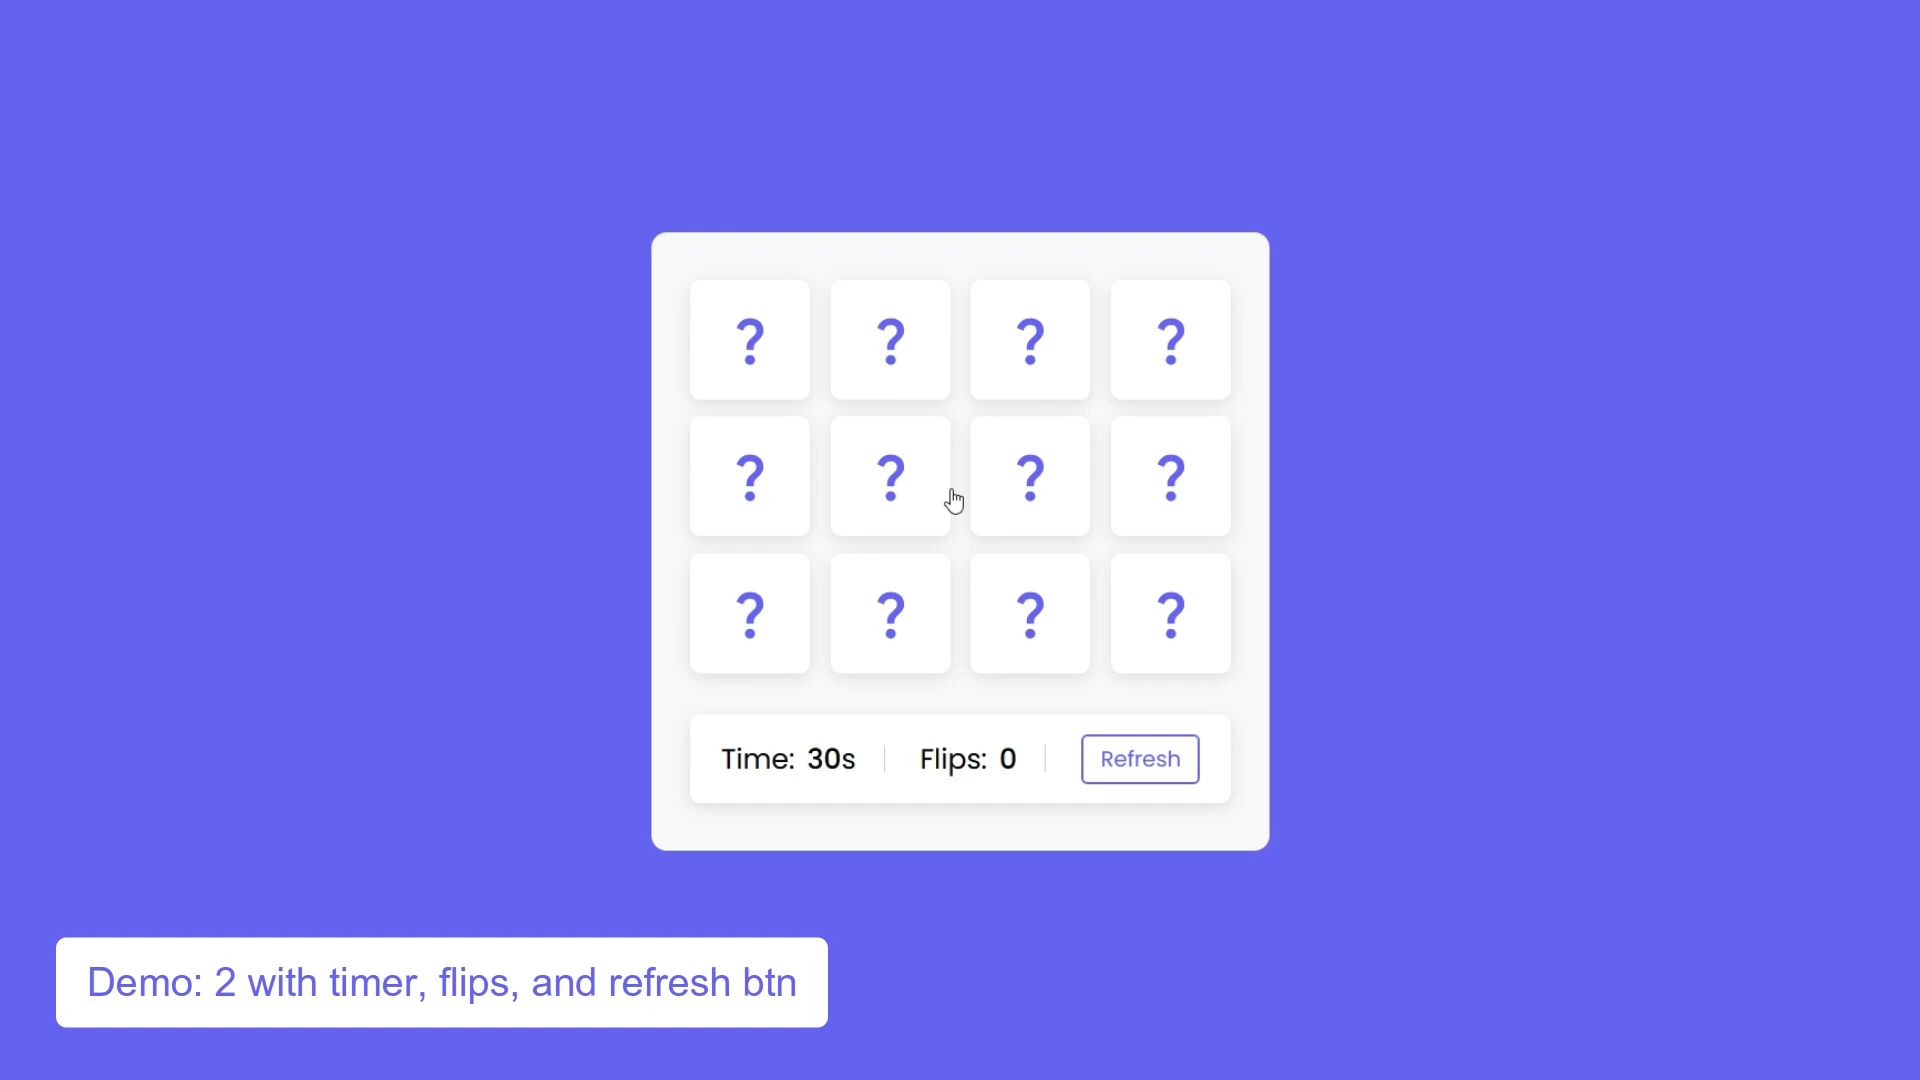 ? ? ? ?
? ? ? ?
? ? ? ?
Time: 30s Flips: 0 Refresh
Demo: 2 with timer, flips, and refresh btn